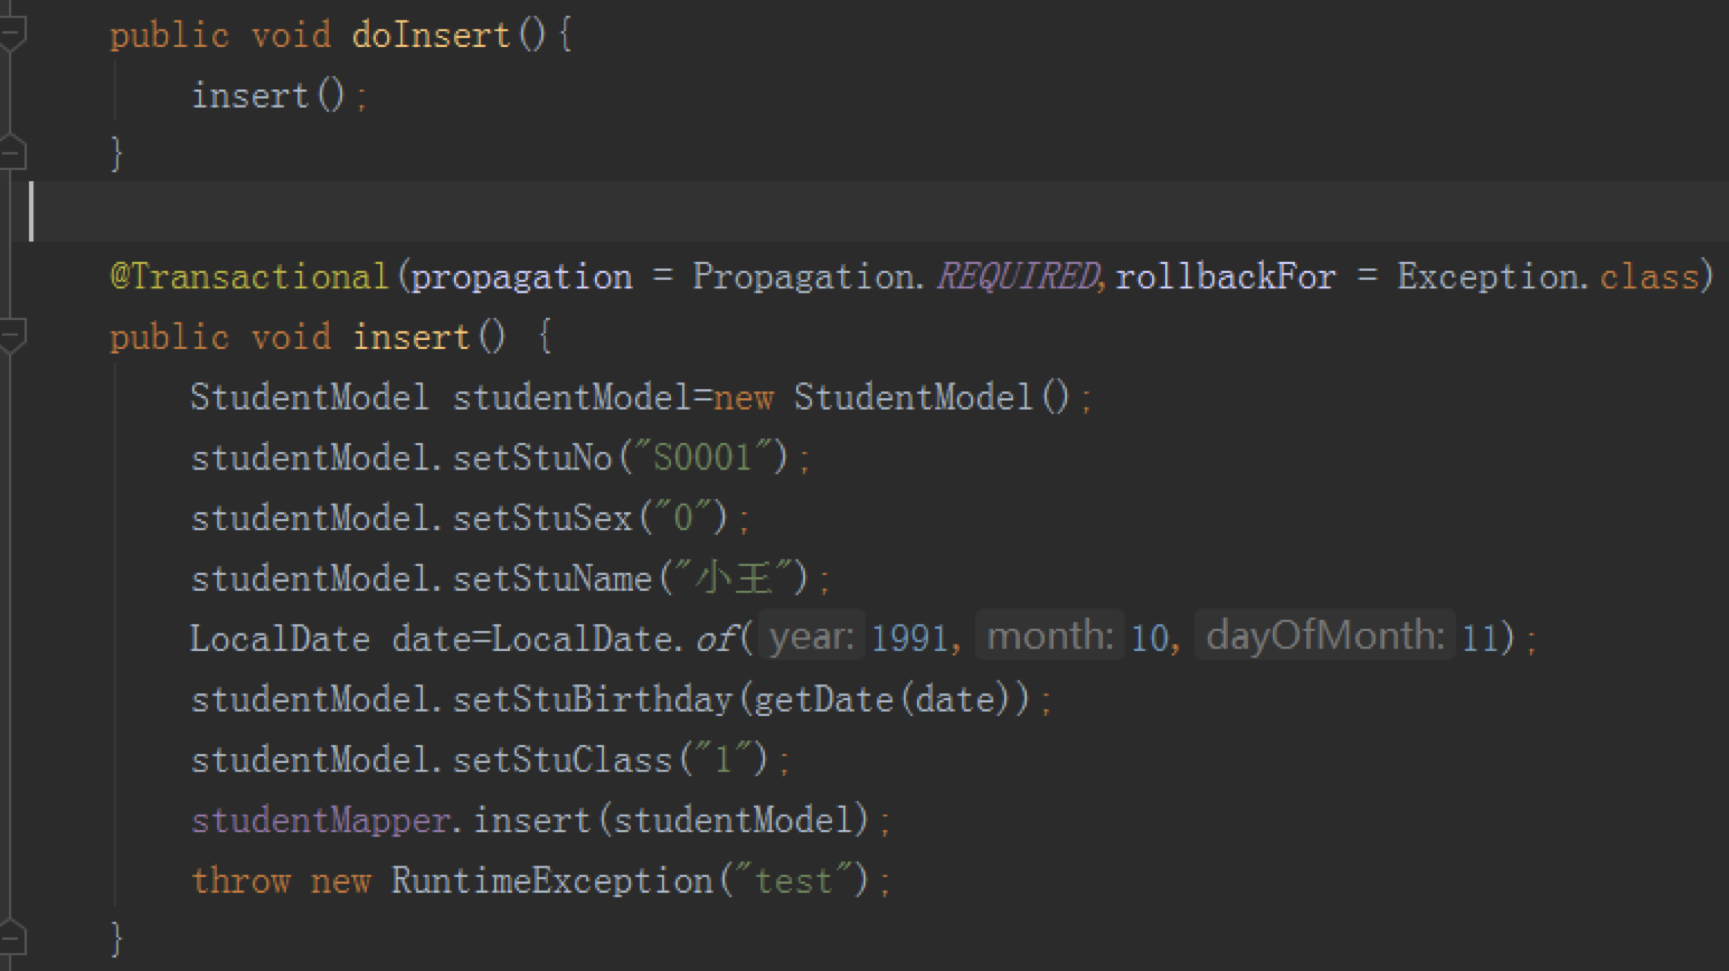 public void doInsert(){
insert();
}
@Transactional(propagation = Propagation.REQUIRED,rollbackFor = Exception.class)
public void insert() {
StudentModel studentModel=new StudentModel();
studentModel.setStuNo("S0001");
studentModel.setStuSex("0");
studentModel.setStuName("小王");
LocalDate date=LocalDate.of( year: 1991, month: 10, dayOfMonth: 11);
studentModel.setStuBirthday(getDate(date));
studentModel.setStuClass("1");
studentMapper.insert(studentModel);
throw new RuntimeException("test");
}